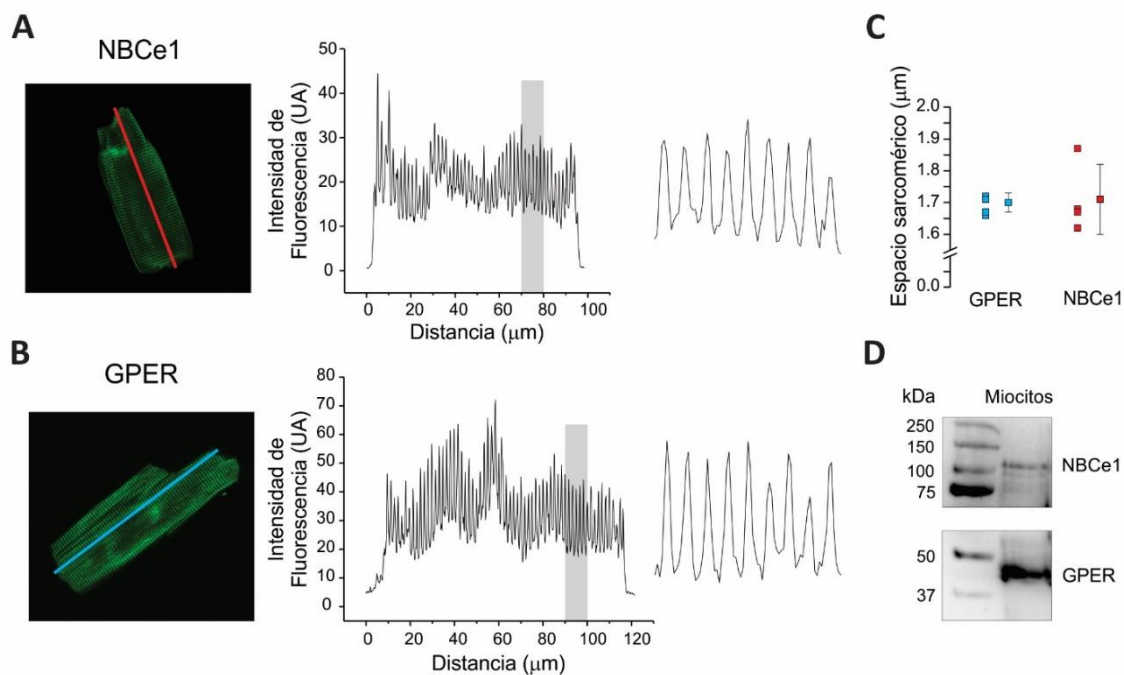 A
NBCe1
Intensidad de
Fluorescencia (UA)
50
40
30
20
10
0
0 20 40 60 80 100
Distancia (μm)
B
GPER
Intensidad de
Fluorescencia (UA)
80
70
60
50
40
30
20
10
0
0 20 40 60 80 100 120
Distancia (μm)
C
Espacio sarcomérico (μm)
2.0
1.9
1.8
1.7
1.6
0.0
GPER NBCe1
D
kDa Miocitos
250
150
100
75
NBCe1
50
37
GPER